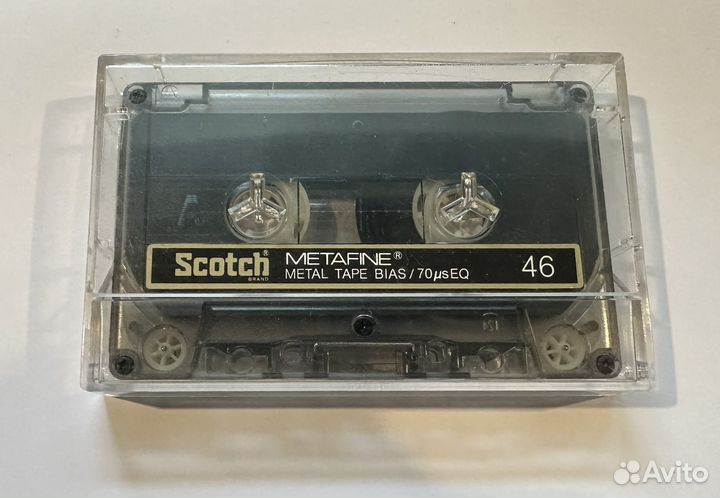 Scotch®
BRAND
METAFINE®
METAL TAPE BIAS/70µsEQ
46
Avito